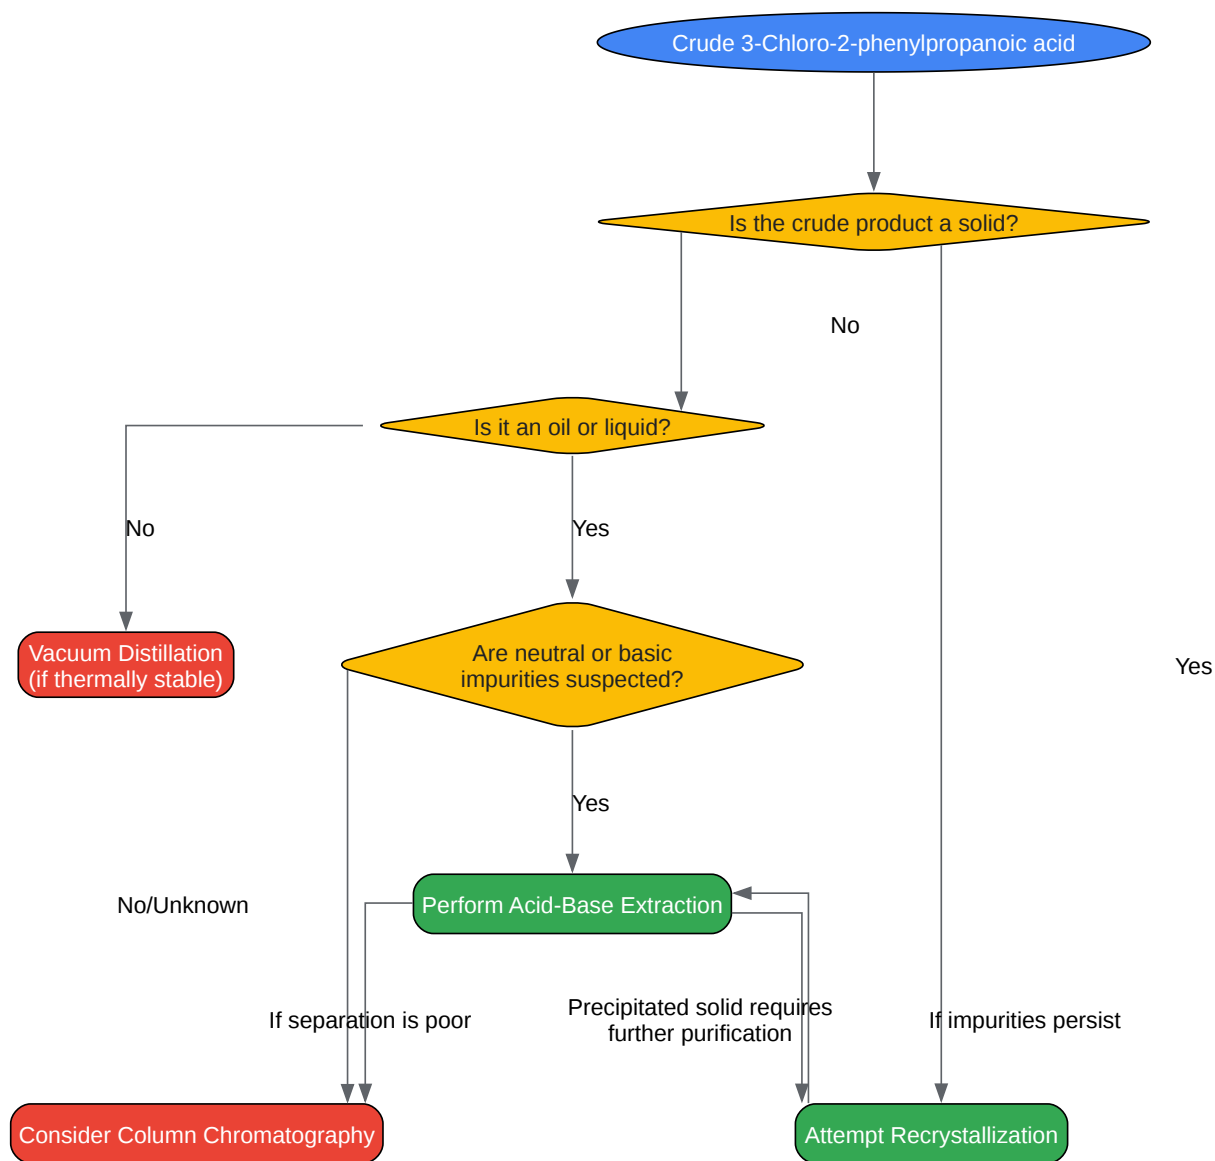 Crude 3-Chloro-2-phenylpropanoic acid
Is the crude product a solid?
No
Is it an oil or liquid?
No
Yes
Vacuum Distillation
(if thermally stable)
Are neutral or basic
impurities suspected?
Yes
Yes
No/Unknown
Perform Acid-Base Extraction
If separation is poor
Precipitated solid requires
further purification
If impurities persist
Consider Column Chromatography
Attempt Recrystallization